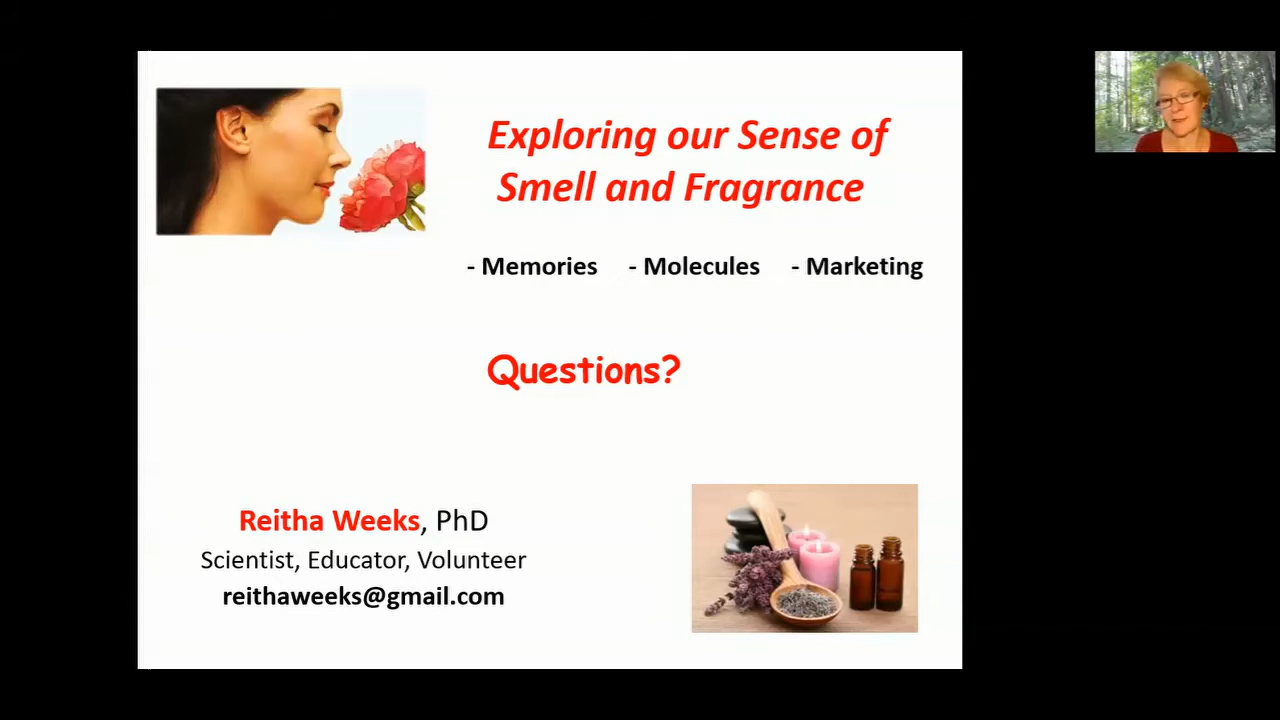 Exploring our Sense of
Smell and Fragrance
- Memories - Molecules - Marketing
Questions?
Reitha Weeks, PhD
Scientist, Educator, Volunteer
reithaweeks@gmail.com